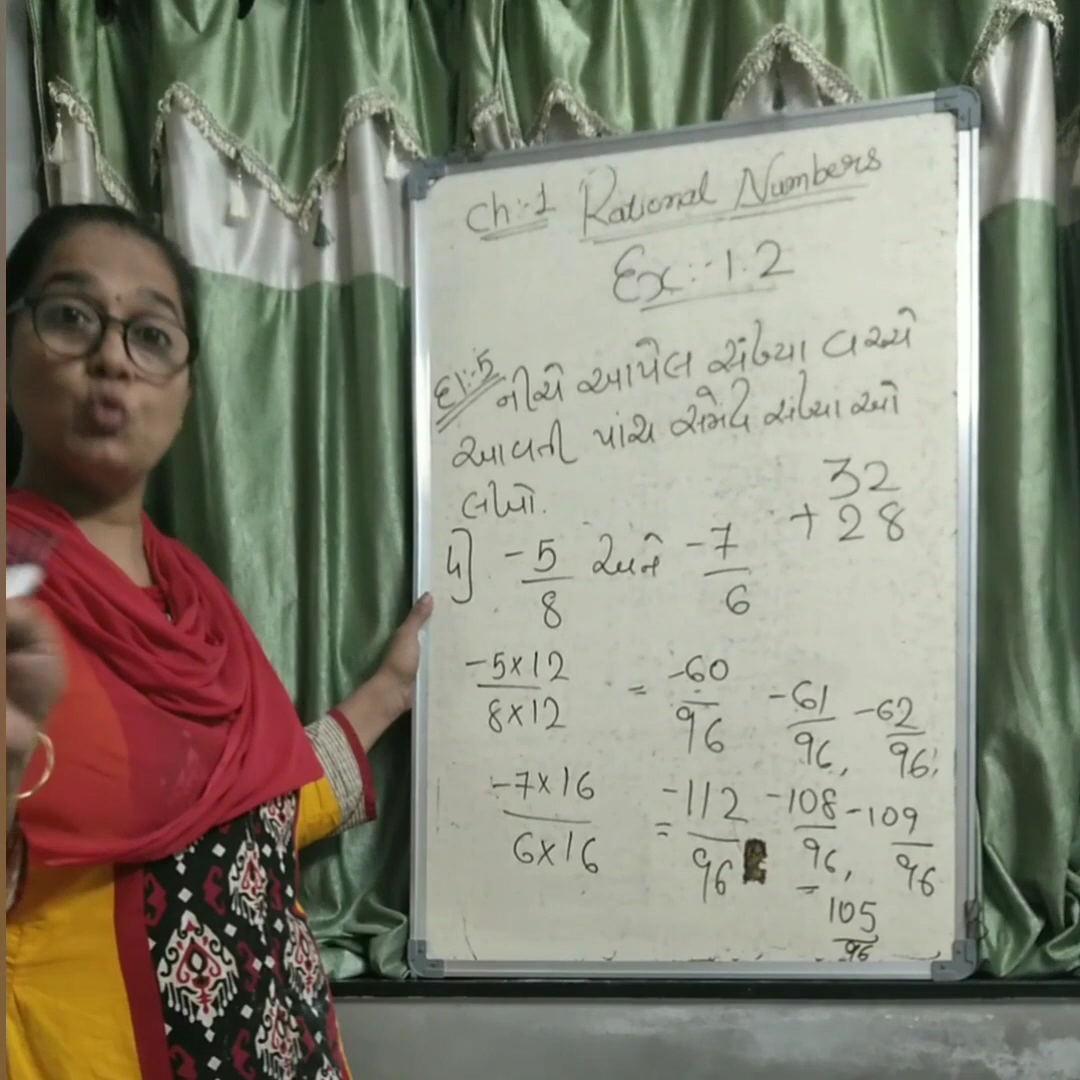 Ch:-1 Rational Numbers
Ex:-1.2
દા:-5 નીચે આપેલ સંખ્યા વચ્ચે
આવતી પાંચ સંમેય સંખ્યાઓ
લખો.
32
+ 28
5] -5/8 અને -7/6
-5×12/8×12 = -60/96 -61/96, -62/96,
-7×16/6×16 = -112/96 -108/96, -109/96
-105/96